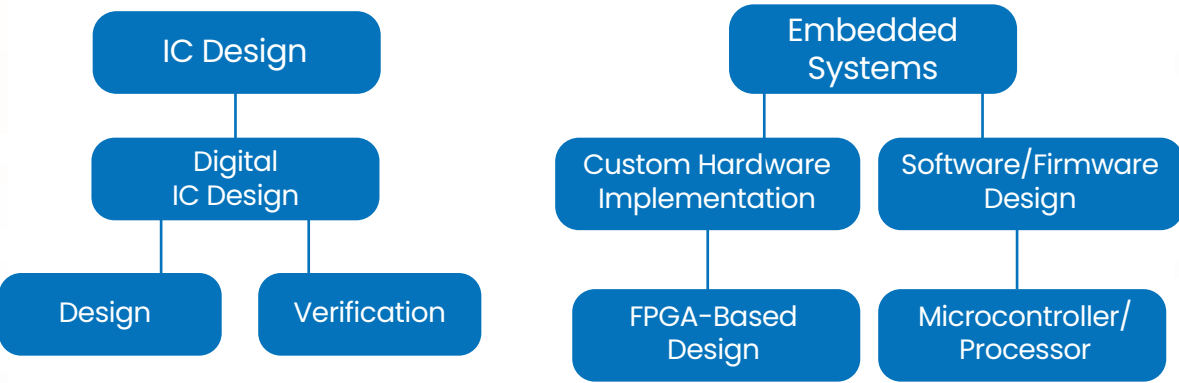 IC Design
Digital
IC Design
Design
Verification
Embedded
Systems
Custom Hardware
Implementation
Software/Firmware
Design
FPGA-Based
Design
Microcontroller/
Processor